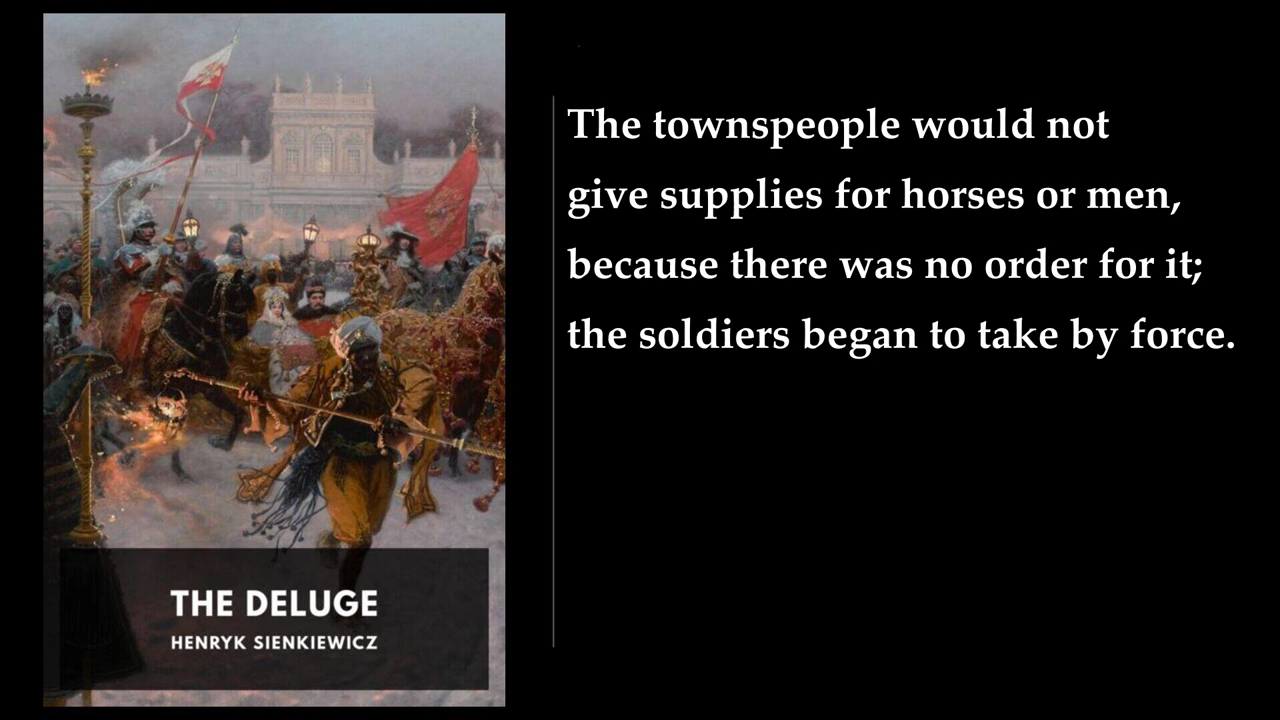 THE DELUGE
HENRYK SIENKIEWICZ
The townspeople would not
give supplies for horses or men,
because there was no order for it;
the soldiers began to take by force.